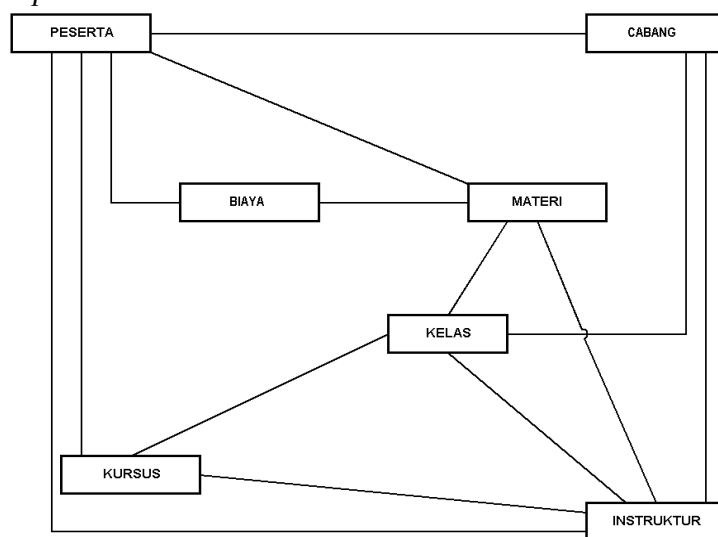 PESERTA
CABANG
BIAYA
MATERI
KELAS
KURSUS
INSTRUKTUR